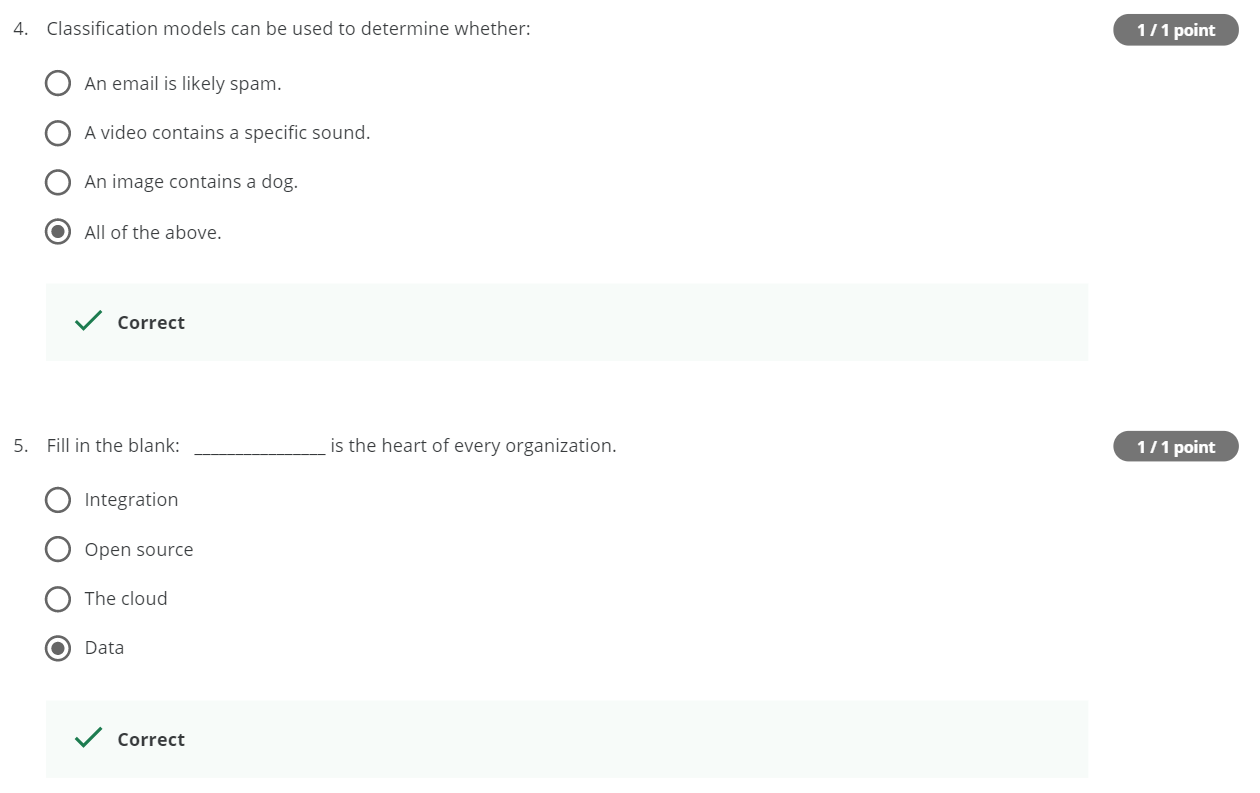 4. Classification models can be used to determine whether:
1 / 1 point
An email is likely spam.
A video contains a specific sound.
An image contains a dog.
All of the above.
Correct
5. Fill in the blank: ________________ is the heart of every organization.
1 / 1 point
Integration
Open source
The cloud
Data
Correct